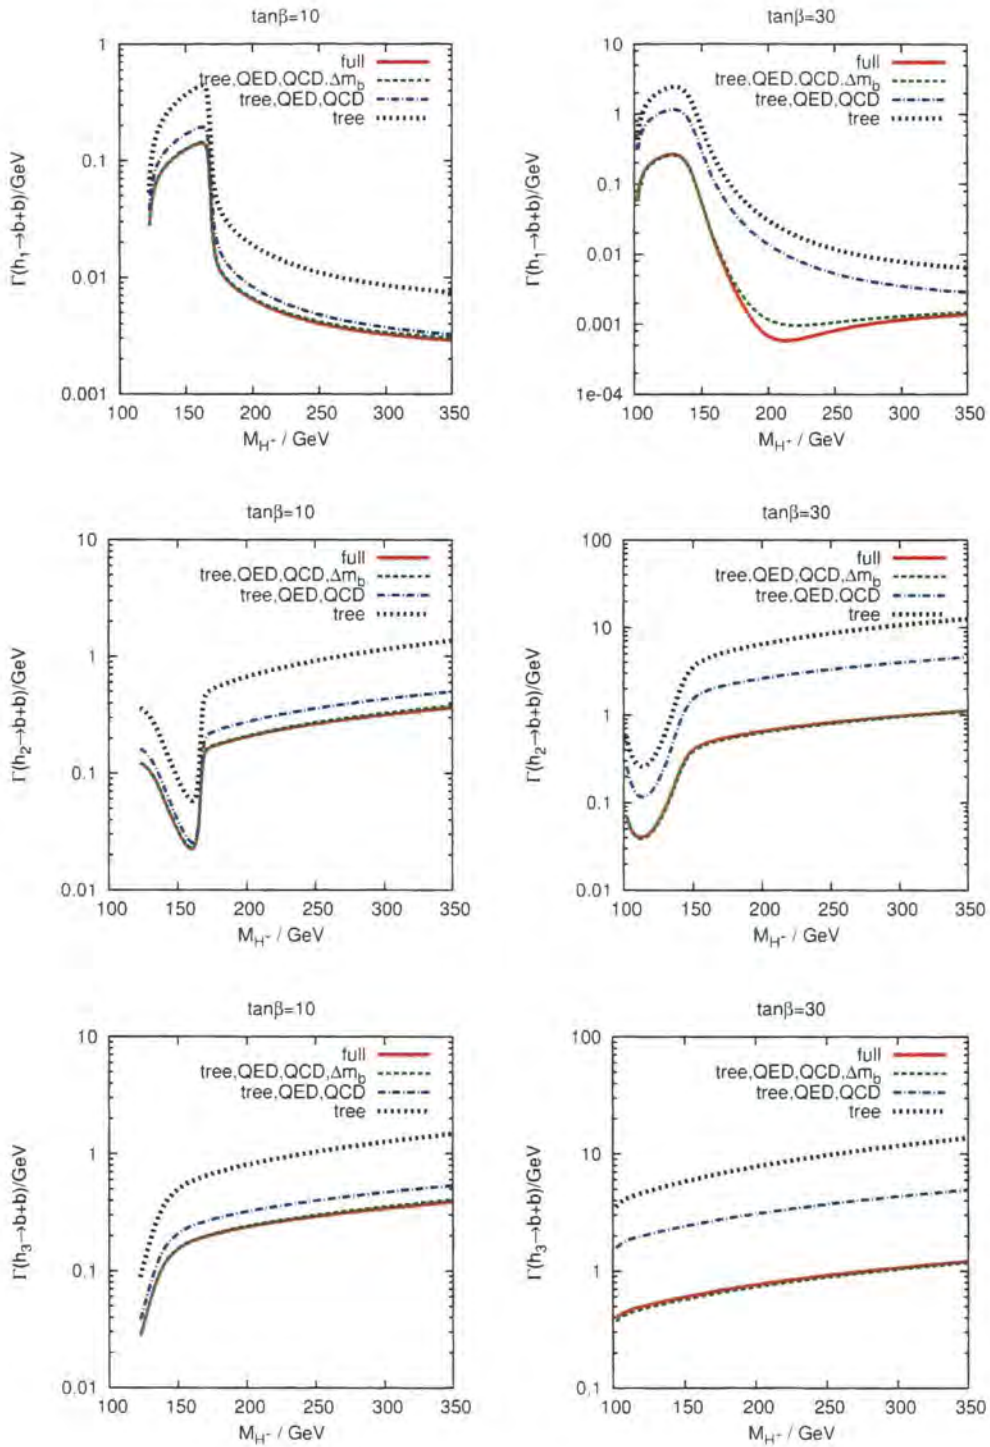 tanβ=10
Γ(h₁→b+b)/GeV
1
0.1
0.01
0.001
full
tree,QED,QCD,Δm_b
tree,QED,QCD
tree
100 150 200 250 300 350
M_H⁻ / GeV
tanβ=30
Γ(h₁→b+b)/GeV
10
1
0.1
0.01
0.001
1e-04
full
tree,QED,QCD,Δm_b
tree,QED,QCD
tree
100 150 200 250 300 350
M_H⁻ / GeV
tanβ=10
Γ(h₂→b+b)/GeV
10
1
0.1
0.01
full
tree,QED,QCD,Δm_b
tree,QED,QCD
tree
100 150 200 250 300 350
M_H⁻ / GeV
tanβ=30
Γ(h₂→b+b)/GeV
100
10
1
0.1
0.01
full
tree,QED,QCD,Δm_b
tree,QED,QCD
tree
100 150 200 250 300 350
M_H⁻ / GeV
tanβ=10
Γ(h₃→b+b)/GeV
10
1
0.1
0.01
full
tree,QED,QCD,Δm_b
tree,QED,QCD
tree
100 150 200 250 300 350
M_H⁻ / GeV
tanβ=30
Γ(h₃→b+b)/GeV
100
10
1
0.1
full
tree,QED,QCD,Δm_b
tree,QED,QCD
tree
100 150 200 250 300 350
M_H⁻ / GeV